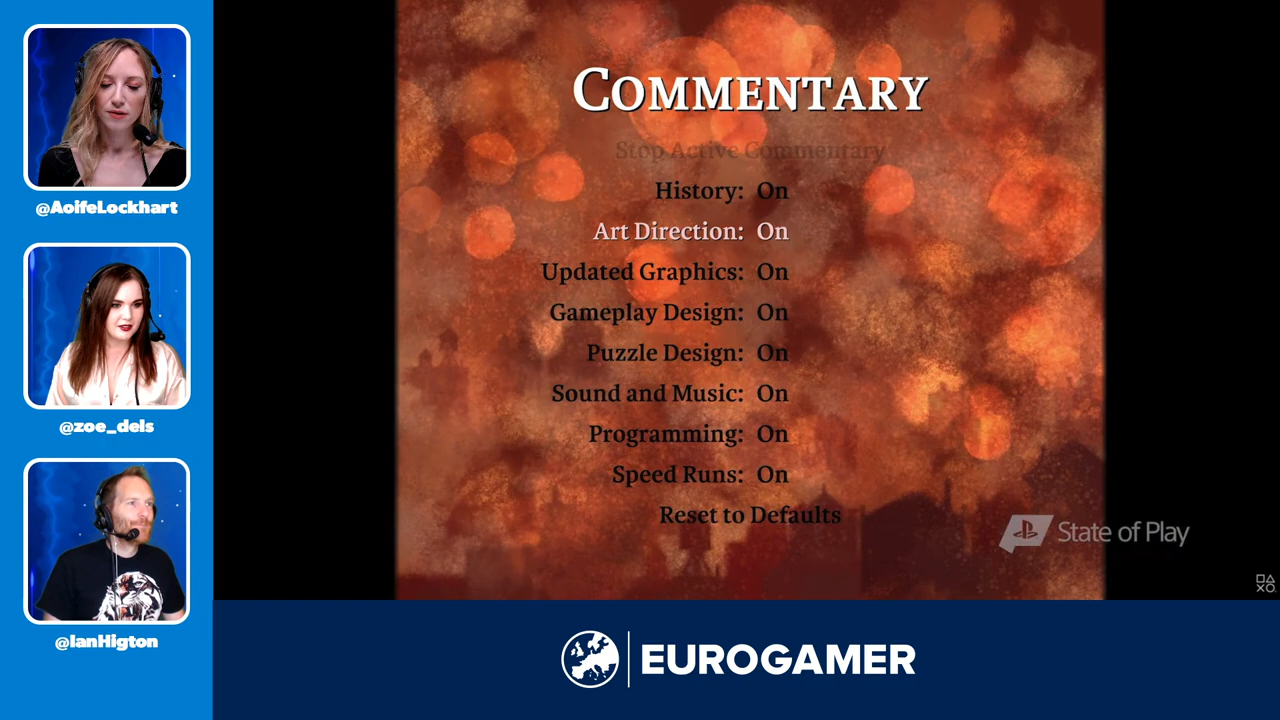 @AoifeLockhart
@zoe_dels
@IanHigton
COMMENTARY
Stop Active Commentary
History: On
Art Direction: On
Updated Graphics: On
Gameplay Design: On
Puzzle Design: On
Sound and Music: On
Programming: On
Speed Runs: On
Reset to Defaults
State of Play
EUROGAMER